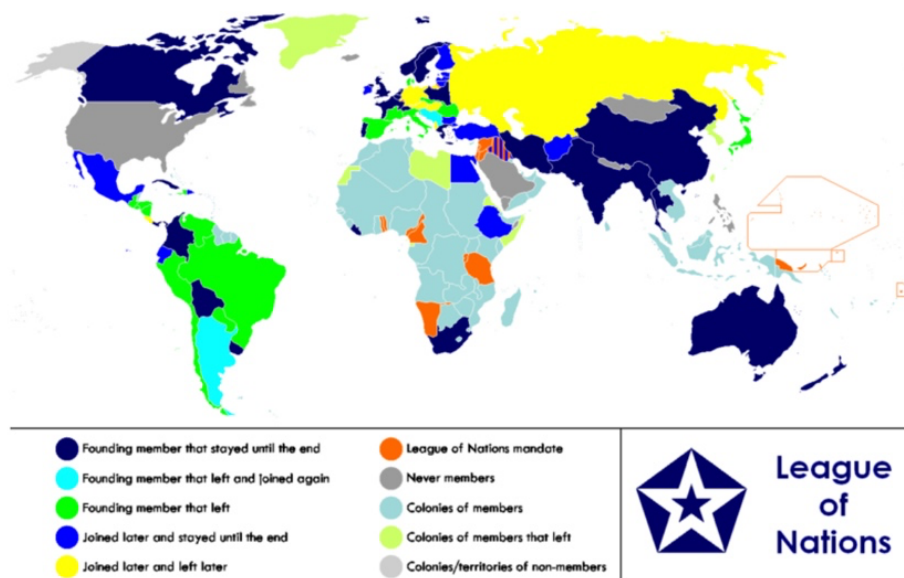 Founding member that stayed until the end
Founding member that left and joined again
Founding member that left
Joined later and stayed until the end
Joined later and left later
League of Nations mandate
Never members
Colonies of members
Colonies of members that left
Colonies/territories of non-members
League
of
Nations